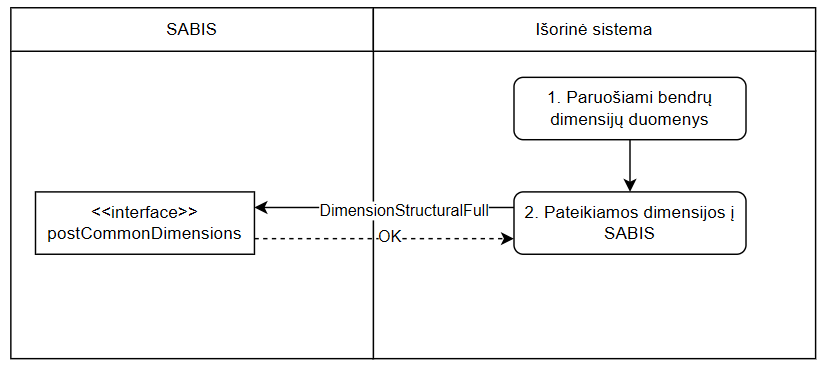 SABIS
Išorinė sistema
1. Paruošiami bendrų
dimensijų duomenys
<<interface>>
postCommonDimensions
DimensionStructuralFull
OK
2. Pateikiamos dimensijos į
SABIS